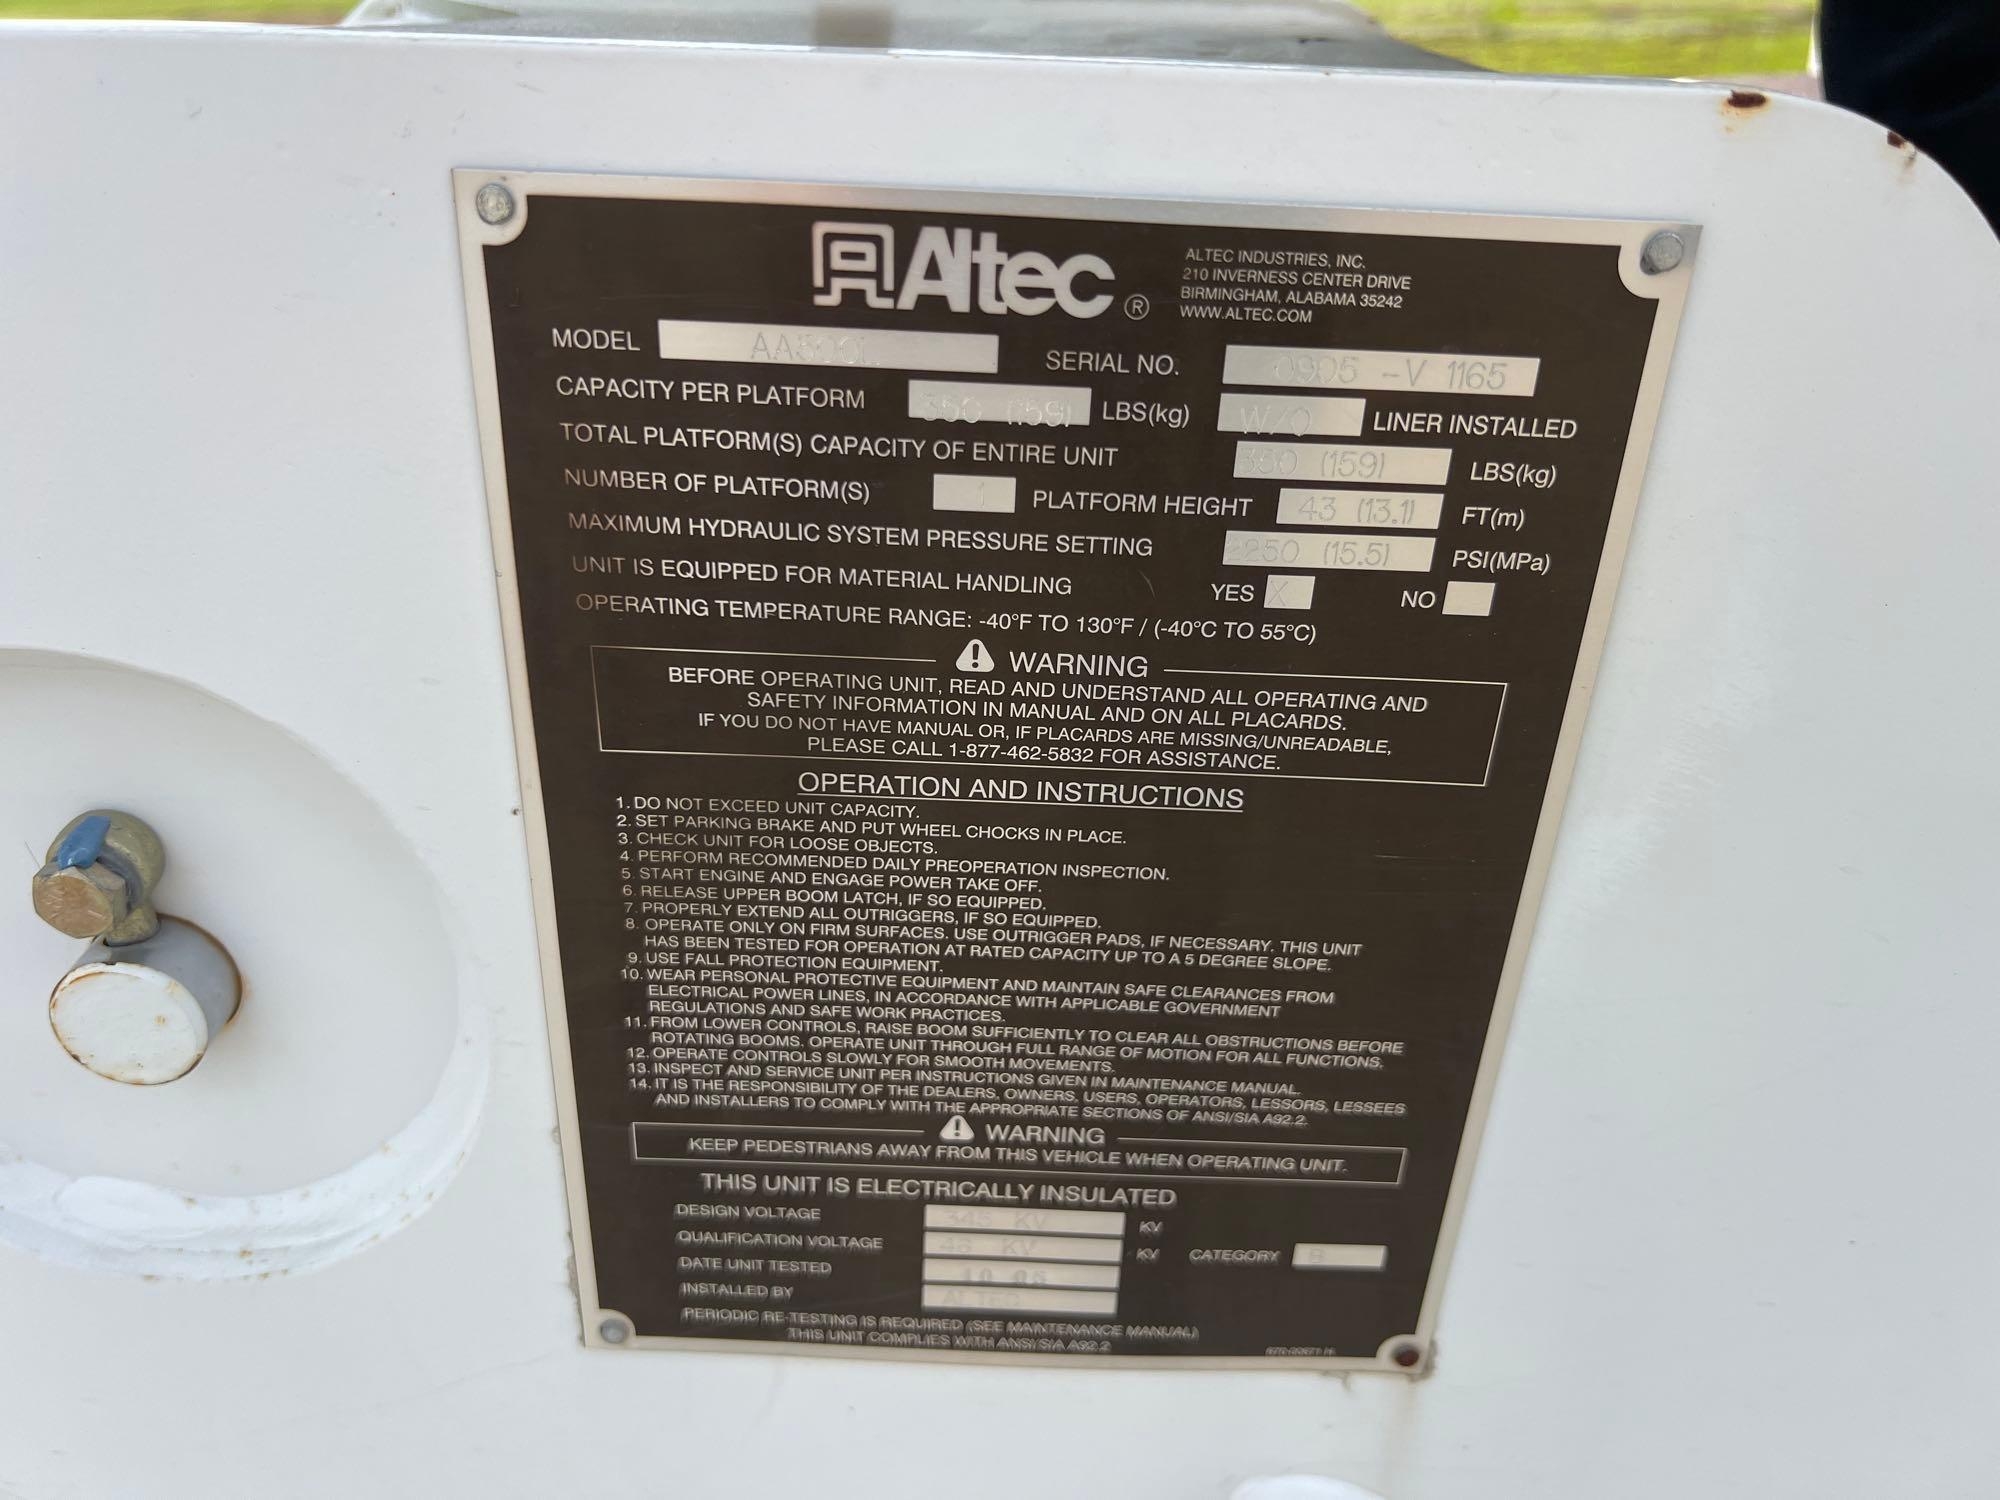 Altec ®
ALTEC INDUSTRIES, INC.
210 INVERNESS CENTER DRIVE
BIRMINGHAM, ALABAMA 35242
WWW.ALTEC.COM
MODEL SERIAL NO. 0905 - V 1165
CAPACITY PER PLATFORM 350 (159) LBS(kg) W/O LINER INSTALLED
TOTAL PLATFORM(S) CAPACITY OF ENTIRE UNIT 350 (159) LBS(kg)
NUMBER OF PLATFORM(S) 1 PLATFORM HEIGHT 43 (13.1) FT(m)
MAXIMUM HYDRAULIC SYSTEM PRESSURE SETTING 2250 (15.5) PSI(MPa)
UNIT IS EQUIPPED FOR MATERIAL HANDLING YES X NO
OPERATING TEMPERATURE RANGE: -40°F TO 130°F / (-40°C TO 55°C)
WARNING
BEFORE OPERATING UNIT, READ AND UNDERSTAND ALL OPERATING AND
SAFETY INFORMATION IN MANUAL AND ON ALL PLACARDS.
IF YOU DO NOT HAVE MANUAL OR, IF PLACARDS ARE MISSING/UNREADABLE,
PLEASE CALL 1-877-462-5832 FOR ASSISTANCE.
OPERATION AND INSTRUCTIONS
1. DO NOT EXCEED UNIT CAPACITY.
2. SET PARKING BRAKE AND PUT WHEEL CHOCKS IN PLACE.
3. CHECK UNIT FOR LOOSE OBJECTS.
4. PERFORM RECOMMENDED DAILY PREOPERATION INSPECTION.
5. START ENGINE AND ENGAGE POWER TAKE OFF.
6. RELEASE UPPER BOOM LATCH, IF SO EQUIPPED.
7. PROPERLY EXTEND ALL OUTRIGGERS, IF SO EQUIPPED.
8. OPERATE ONLY ON FIRM SURFACES. USE OUTRIGGER PADS, IF NECESSARY. THIS UNIT
HAS BEEN TESTED FOR OPERATION AT RATED CAPACITY UP TO A 5 DEGREE SLOPE.
9. USE FALL PROTECTION EQUIPMENT.
10. WEAR PERSONAL PROTECTIVE EQUIPMENT AND MAINTAIN SAFE CLEARANCES FROM
ELECTRICAL POWER LINES, IN ACCORDANCE WITH APPLICABLE GOVERNMENT
REGULATIONS AND SAFE WORK PRACTICES.
11. FROM LOWER CONTROLS, RAISE BOOM SUFFICIENTLY TO CLEAR ALL OBSTRUCTIONS BEFORE
ROTATING BOOMS. OPERATE UNIT THROUGH FULL RANGE OF MOTION FOR ALL FUNCTIONS.
12. OPERATE CONTROLS SLOWLY FOR SMOOTH MOVEMENTS.
13. INSPECT AND SERVICE UNIT PER INSTRUCTIONS GIVEN IN MAINTENANCE MANUAL.
14. IT IS THE RESPONSIBILITY OF THE DEALERS, OWNERS, USERS, OPERATORS, LESSORS, LESSEES
AND INSTALLERS TO COMPLY WITH THE APPROPRIATE SECTIONS OF ANSI/SIA A92.2.
WARNING
KEEP PEDESTRIANS AWAY FROM THIS VEHICLE WHEN OPERATING UNIT.
THIS UNIT IS ELECTRICALLY INSULATED
DESIGN VOLTAGE 345 KV KV
QUALIFICATION VOLTAGE 46 KV KV CATEGORY B
DATE UNIT TESTED 10 05
INSTALLED BY ALTEC
PERIODIC RE-TESTING IS REQUIRED (SEE MAINTENANCE MANUAL)
THIS UNIT COMPLIES WITH ANSI/SIA A92.2